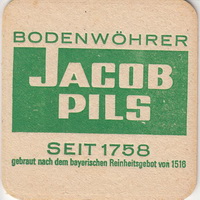 BODENWÖHRER
JACOB
PILS
SEIT 1758
gebraut nach dem bayerischen Reinheitsgebot von 1516